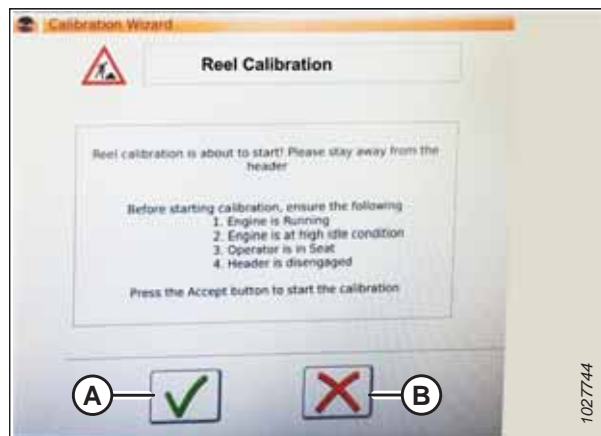 Calibration Wizard
Reel Calibration
Reel calibration is about to start! Please stay away from the
header
Before starting calibration, ensure the following
1. Engine is Running
2. Engine is at high idle condition
3. Operator is in Seat
4. Header is disengaged
Press the Accept button to start the calibration
A
B
1027744